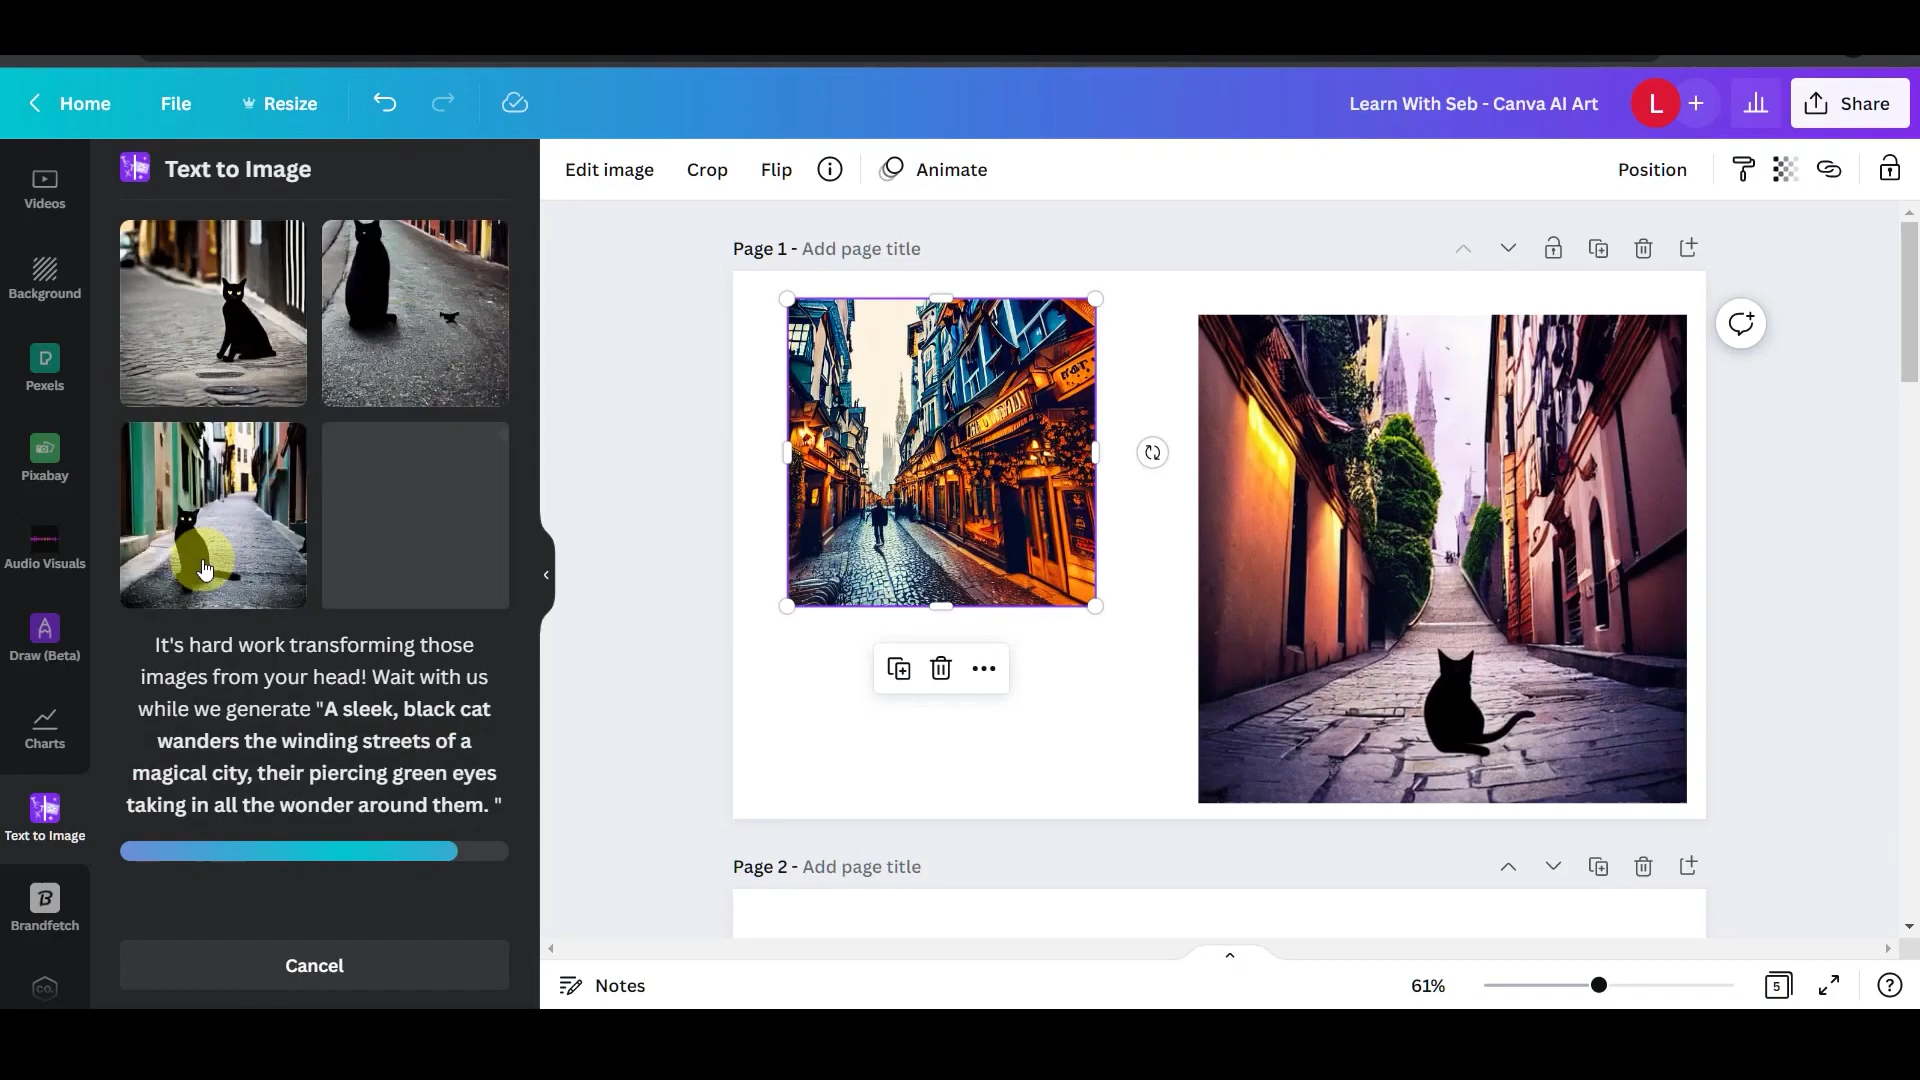 Home
File
Resize
Learn With Seb - Canva AI Art
L
Share
Videos
Background
Pexels
Pixabay
Audio Visuals
Draw (Beta)
Charts
Text to Image
Brandfetch
co.
Text to Image
It's hard work transforming those
images from your head! Wait with us
while we generate "A sleek, black cat
wanders the winding streets of a
magical city, their piercing green eyes
taking in all the wonder around them. "
Cancel
Edit image
Crop
Flip
Animate
Position
Page 1 - Add page title
Page 2 - Add page title
Notes
61%
5